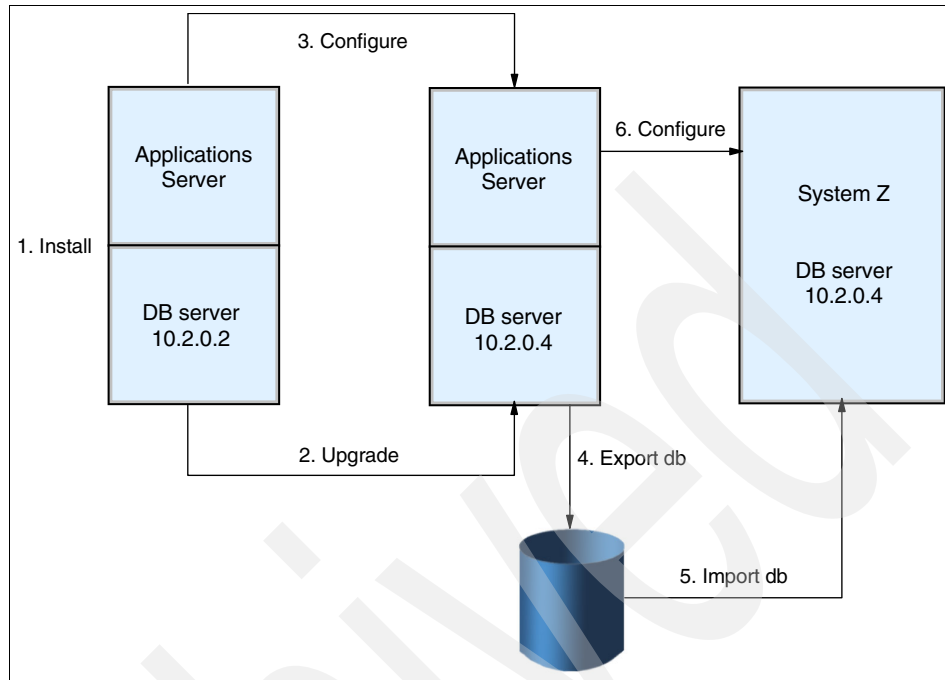 3. Configure
Applications
Server
Applications
Server
6. Configure
System Z
1. Install
DB server
10.2.0.2
DB server
10.2.0.4
DB server
10.2.0.4
2. Upgrade
4. Export db
5. Import db